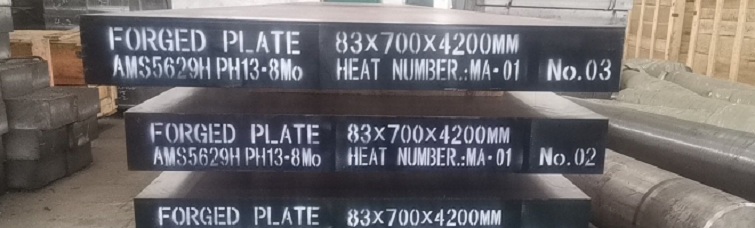 FORGED PLATE 83×700×4200MM
AMS5629H PH13-8Mo HEAT NUMBER.:MA-01 No.03
FORGED PLATE 83×700×4200MM
AMS5629H PH13-8Mo HEAT NUMBER.:MA-01 No.02
FORGED PLATE 83×700×4200MM